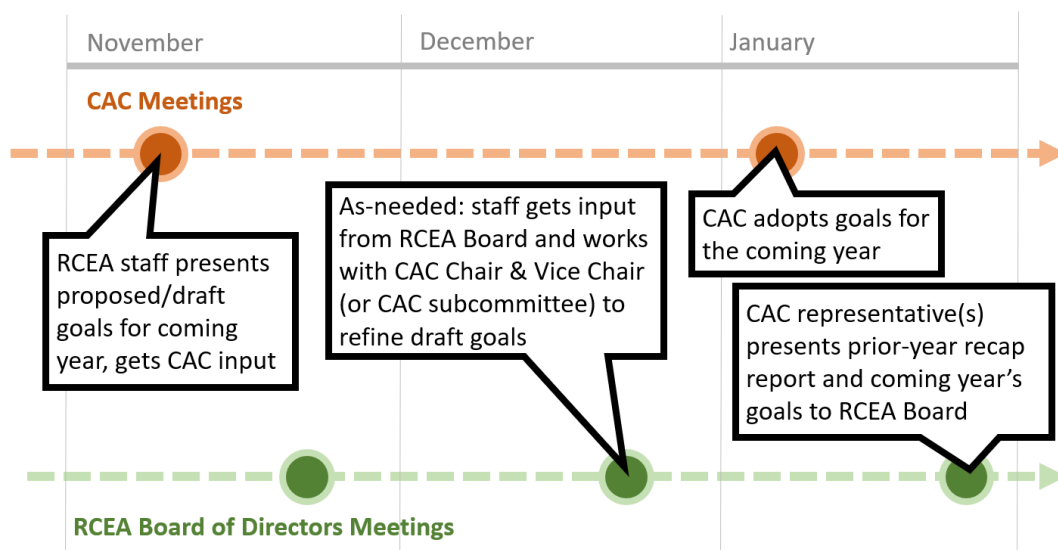 November
December
January
CAC Meetings
RCEA staff presents
proposed/draft
goals for coming
year, gets CAC input
As-needed: staff gets input
from RCEA Board and works
with CAC Chair & Vice Chair
(or CAC subcommittee) to
refine draft goals
CAC adopts goals for
the coming year
CAC representative(s)
presents prior-year recap
report and coming year’s
goals to RCEA Board
RCEA Board of Directors Meetings